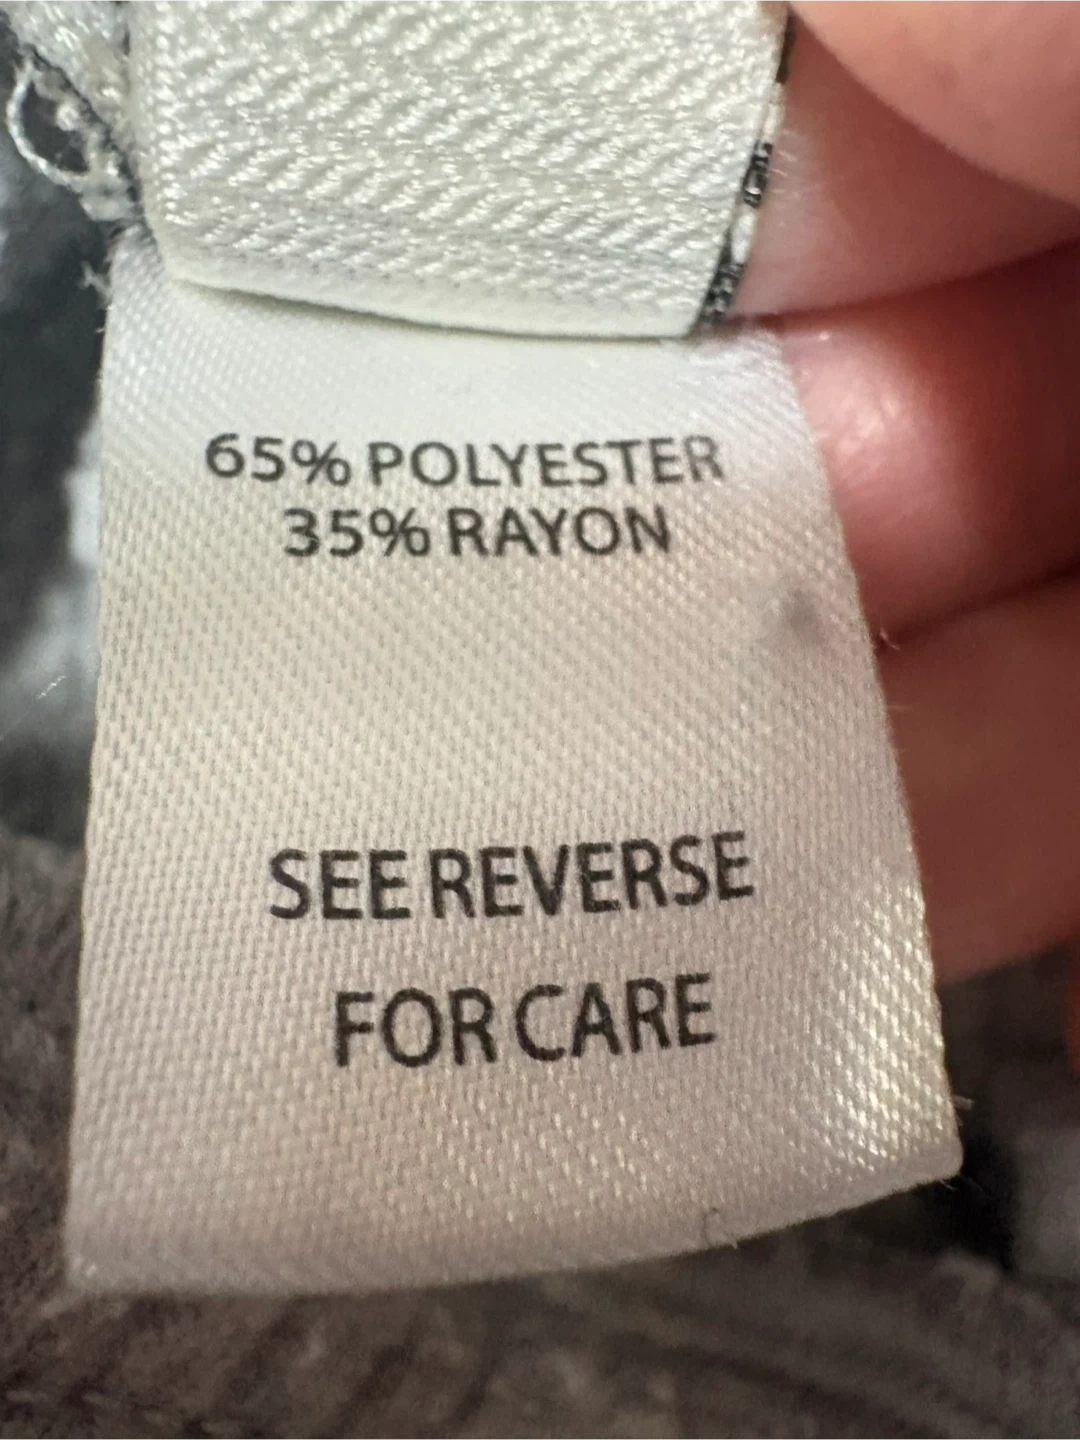 65% POLYESTER
35% RAYON
SEE REVERSE
FOR CARE